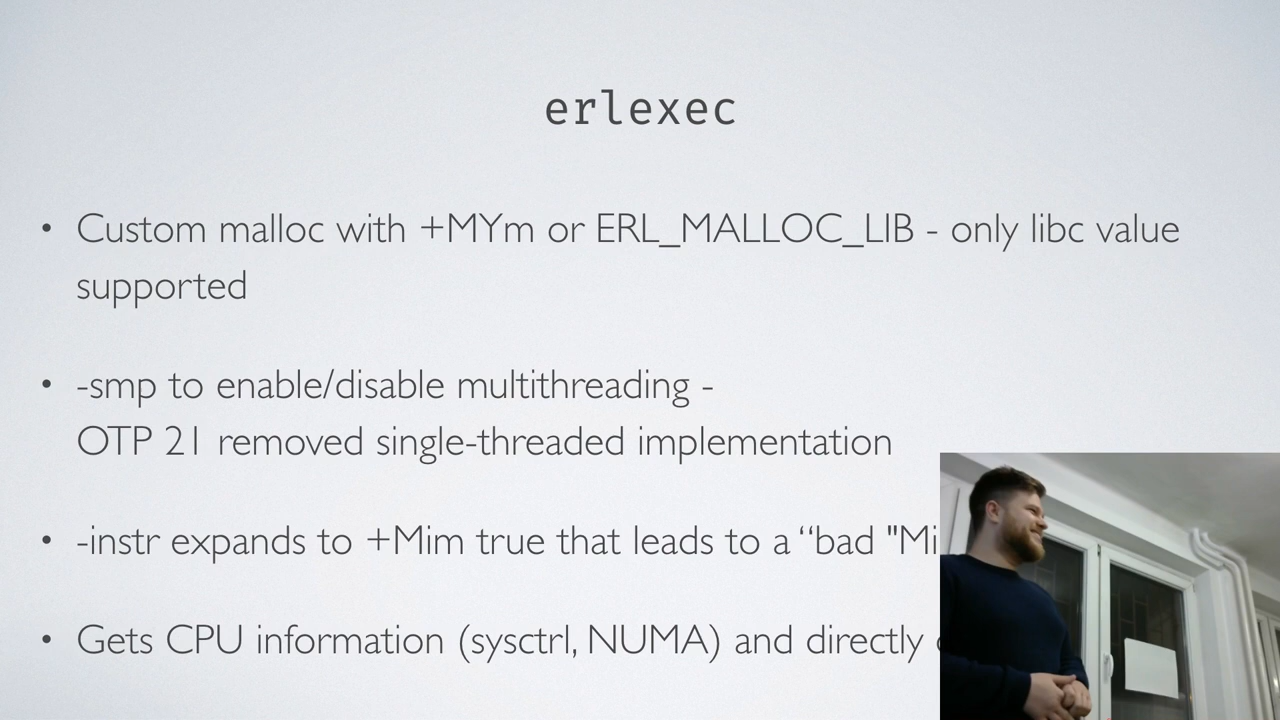 erlexec
• Custom malloc with +MYm or ERL_MALLOC_LIB - only libc value
supported
• -smp to enable/disable multithreading -
OTP 21 removed single-threaded implementation
• -instr expands to +Mim true that leads to a “bad "Mi
• Gets CPU information (sysctrl, NUMA) and directly